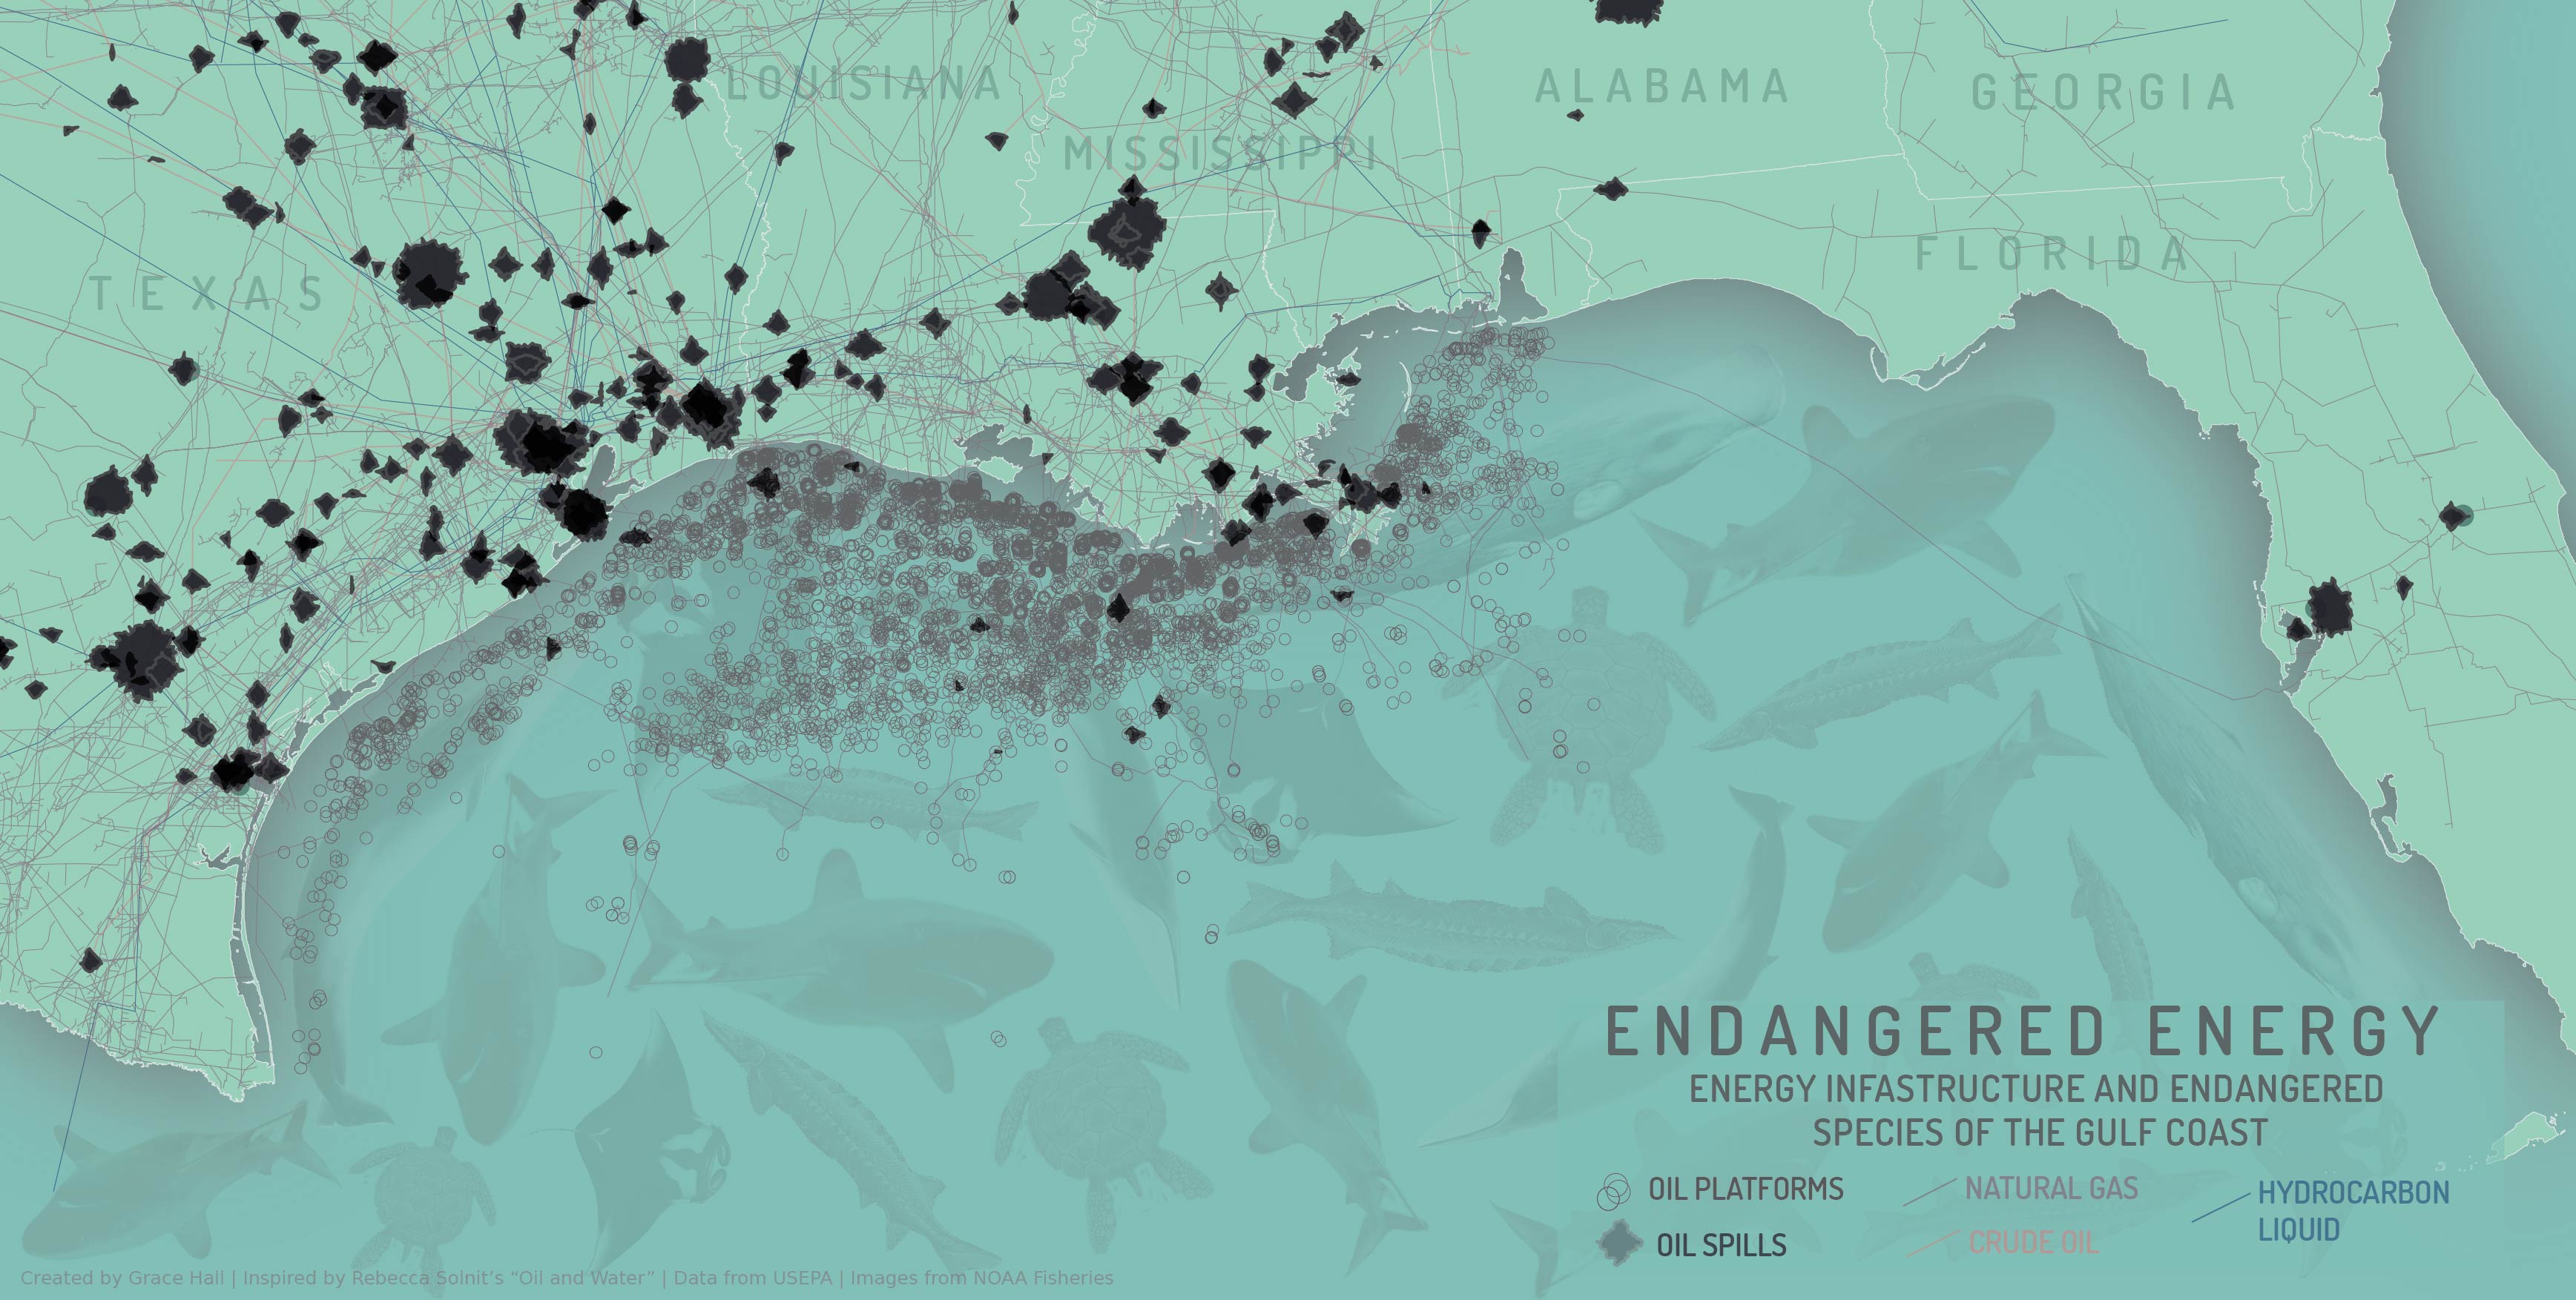 LOUISIANA
ALABAMA
GEORGIA
MISSISSIPPI
FLORIDA
TEXAS
ENDANGERED ENERGY
ENERGY INFASTRUCTURE AND ENDANGERED
SPECIES OF THE GULF COAST
OIL PLATFORMS
NATURAL GAS
HYDROCARBON
LIQUID
OIL SPILLS
CRUDE OIL
Created by Grace Hall | Inspired by Rebecca Solnit’s “Oil and Water” | Data from USEPA | Images from NOAA Fisheries